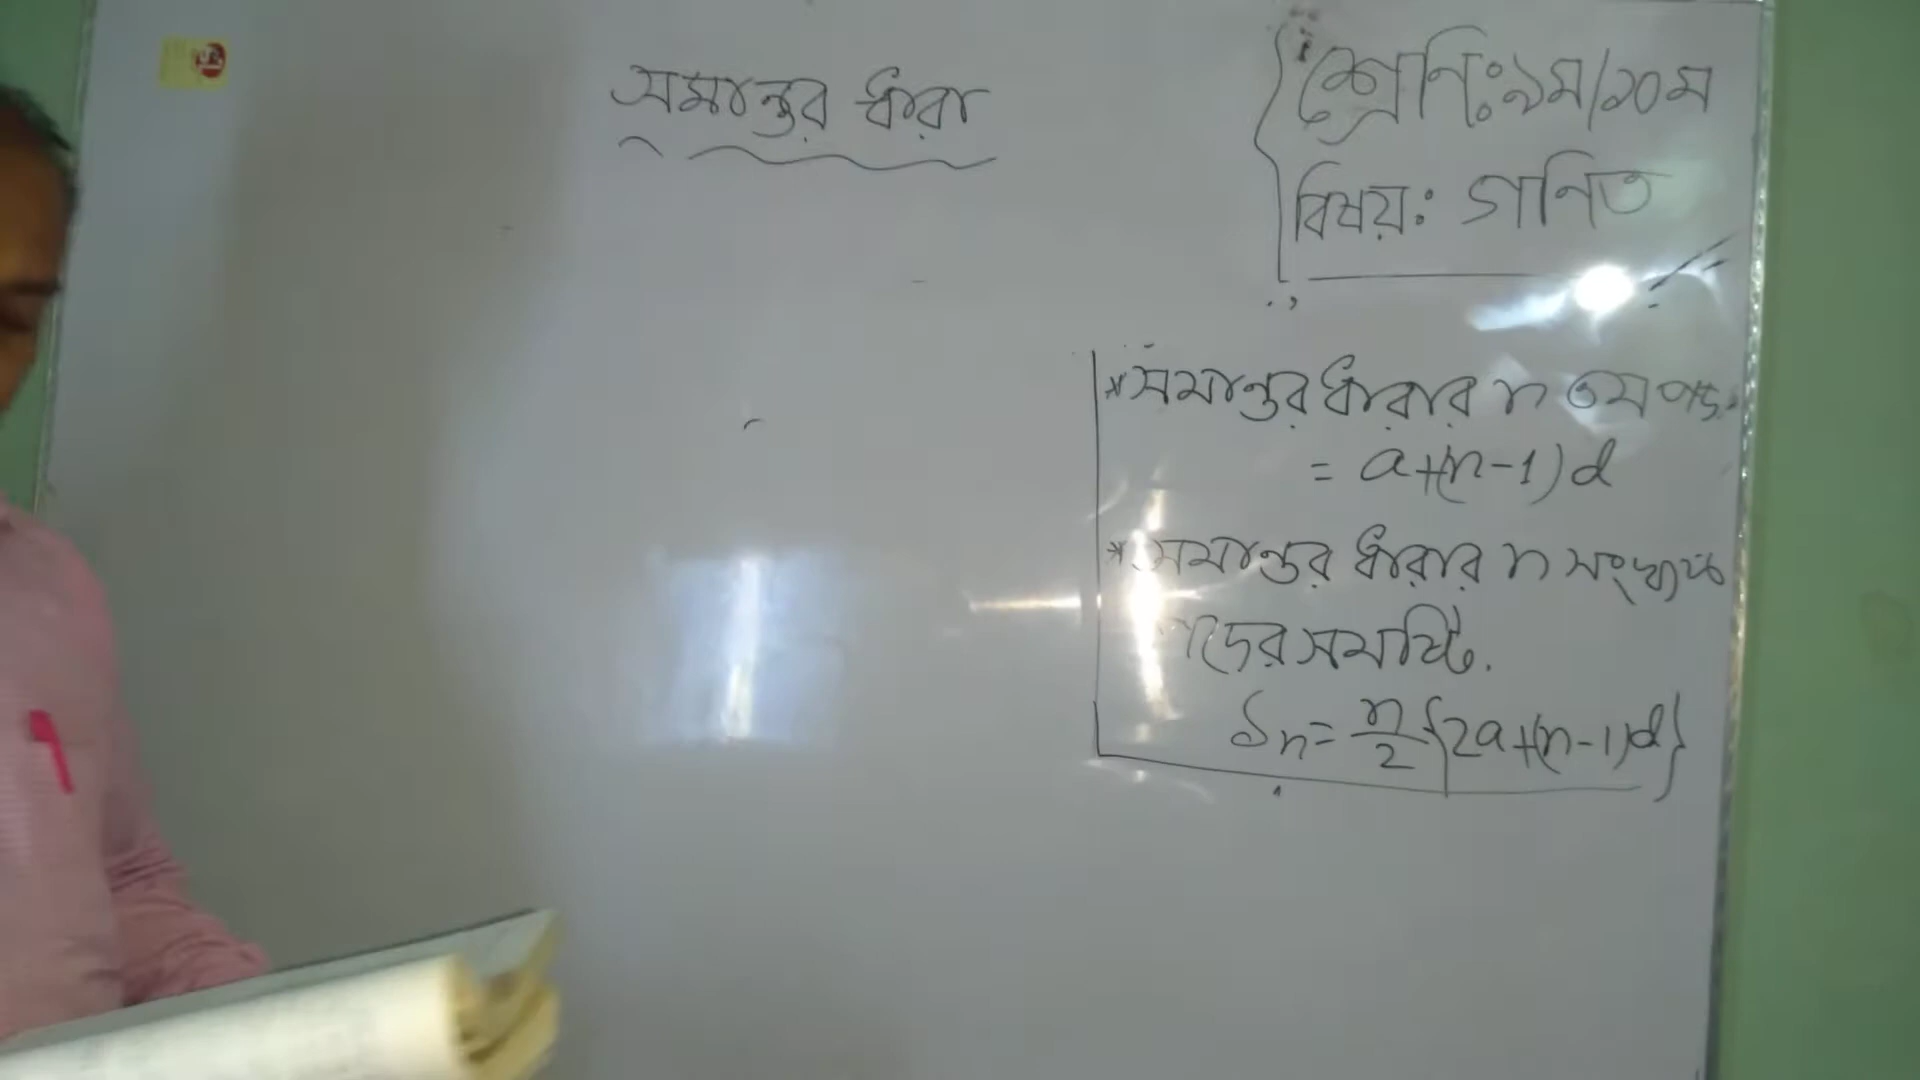 সমান্তর ধারা
শ্রেনি: ৯ম/১০ম
বিষয়: গনিত
*সমান্তর ধারার n তম পদ
= a+(n-1)d
*সমান্তর ধারার n সংখ্যক
পদের সমষ্টি.
Sn = n/2 {2a+(n-1)d}